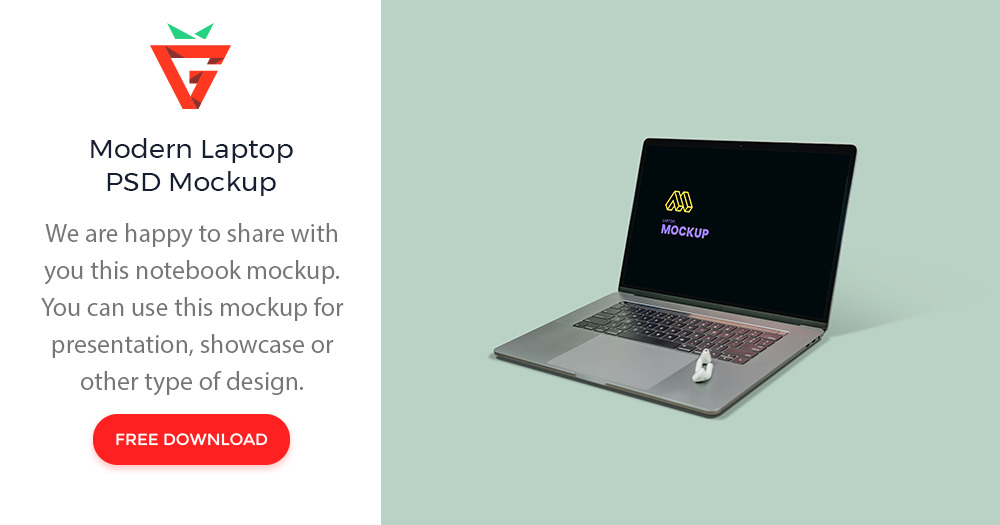 Modern Laptop
PSD Mockup
We are happy to share with
you this notebook mockup.
You can use this mockup for
presentation, showcase or
other type of design.
FREE DOWNLOAD
LAPTOP
MOCKUP